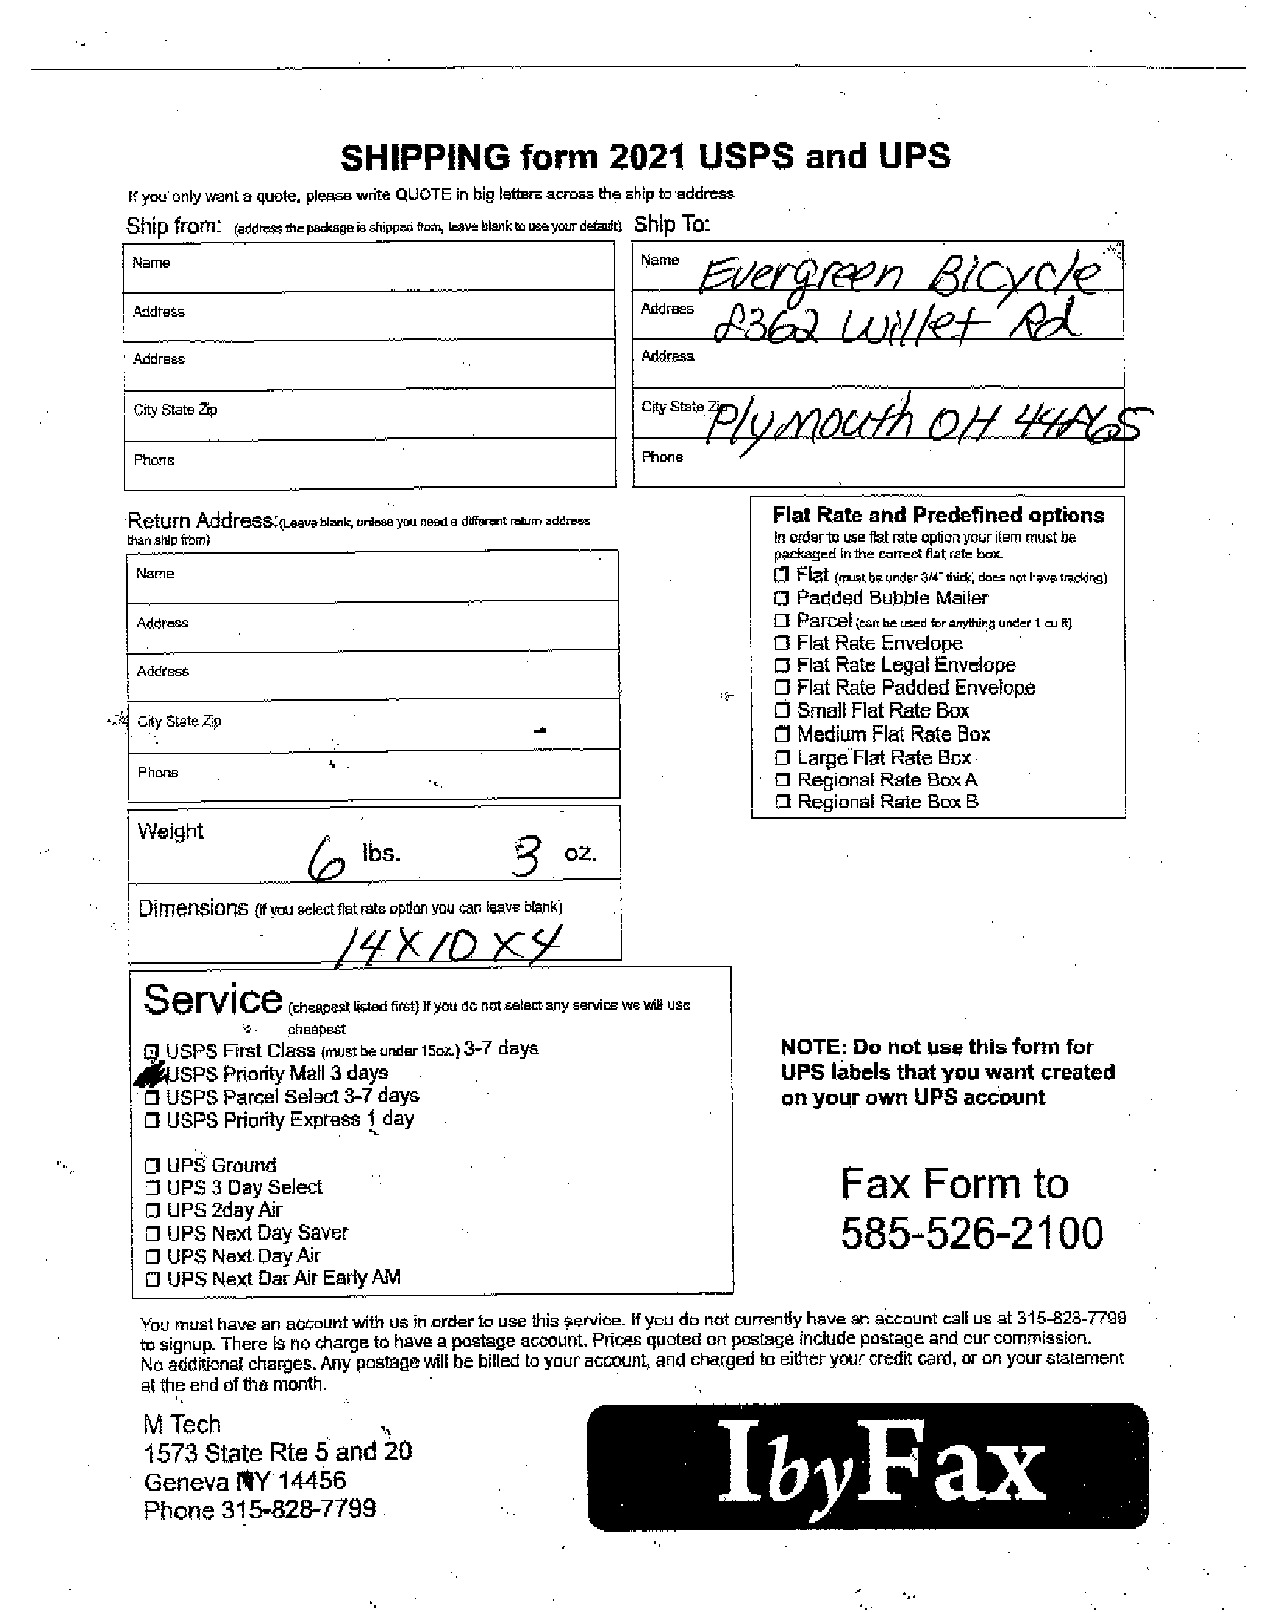 SHIPPING form 2021 USPS and UPS
If you only want a quote, please write QUOTE in big letters across the ship to address
Ship from: (address the package is shipped from, leave blank to use your default)
Name
Address
Address
City State Zip
Phone
Ship To:
Name Evergreen Bicycle
Address 2362 Willet Rd
Address
City State Zip Plymouth OH
Phone
Return Address:(Leave blank, unless you need a different return address
than ship from)
Name
Address
Address
City State Zip
Phone
Flat Rate and Predefined options
In order to use flat rate option your item must be
packaged in the correct flat rate box.
Flat (must be under 3/4" thick, does not have tracking)
Padded Bubble Mailer
Parcel (can be used for anything under 1 cu ft)
Flat Rate Envelope
Flat Rate Legal Envelope
Flat Rate Padded Envelope
Small Flat Rate Box
Medium Flat Rate Box
Large Flat Rate Box
Regional Rate Box A
Regional Rate Box B
Weight
6 lbs. 3 oz.
Dimensions (If you select flat rate option you can leave blank)
14 X 10 X 4
Service (cheapest listed first) If you do not select any service we will use
cheapest
USPS First Class (must be under 15oz.) 3-7 days
USPS Priority Mail 3 days
USPS Parcel Select 3-7 days
USPS Priority Express 1 day
UPS Ground
UPS 3 Day Select
UPS 2day Air
UPS Next Day Saver
UPS Next Day Air
UPS Next Dar Air Early AM
NOTE: Do not use this form for
UPS labels that you want created
on your own UPS account
Fax Form to
585-526-2100
You must have an account with us in order to use this service. If you do not currently have an account call us at 315-828-7799
to signup. There is no charge to have a postage account. Prices quoted on postage include postage and our commission.
No additional charges. Any postage will be billed to your account, and charged to either your credit card, or on your statement
at the end of the month.
M Tech
1573 State Rte 5 and 20
Geneva NY 14456
Phone 315-828-7799
IbyFax